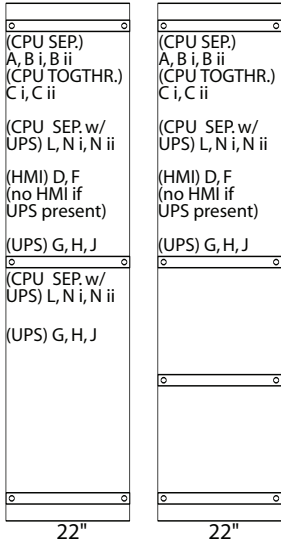 (CPU SEP.)
A, B i, B ii
(CPU TOGTHR.)
C i, C ii
(CPU SEP. w/
UPS) L, N i, N ii
(HMI) D, F
(no HMI if
UPS present)
(UPS) G, H, J
(CPU SEP. w/
UPS) L, N i, N ii
(UPS) G, H, J
22"
(CPU SEP.)
A, B i, B ii
(CPU TOGTHR.)
C i, C ii
(CPU SEP. w/
UPS) L, N i, N ii
(HMI) D, F
(no HMI if
UPS present)
(UPS) G, H, J
22"